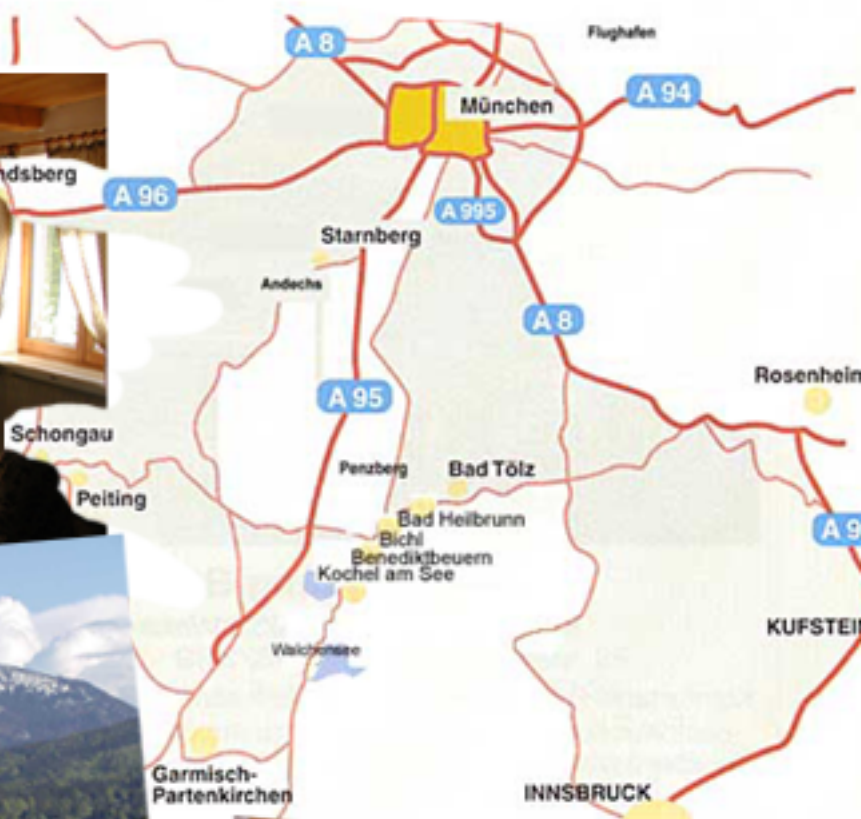 Flughafen
A 8
A 94
München
ndsberg
A 96
A 995
Starnberg
Andechs
A 8
Rosenhein
A 95
Schongau
Penzberg
Bad Tölz
Peiting
Bad Heilbrunn
A 9
Bichl
Benediktbeuern
Kochel am See
KUFSTEIN
Walchensee
Garmisch-
Partenkirchen
INNSBRUCK